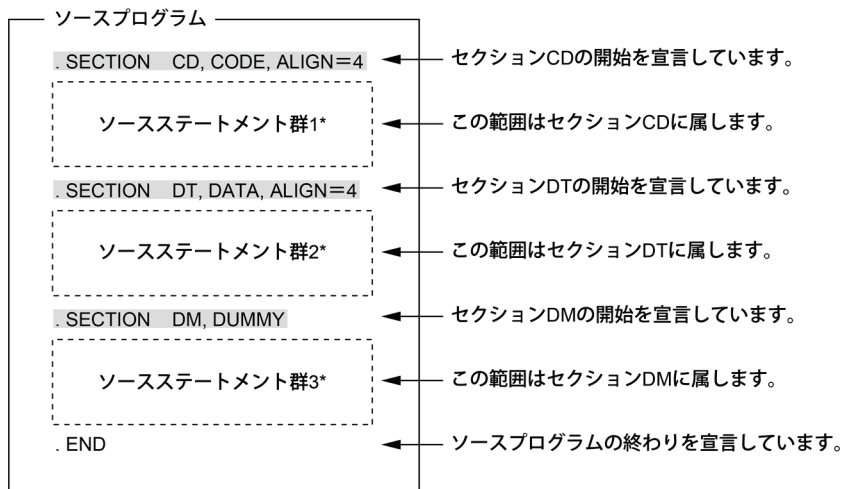 ソースプログラム
. SECTION CD, CODE, ALIGN＝4
セクションCDの開始を宣言しています。
ソースステートメント群1*
この範囲はセクションCDに属します。
. SECTION DT, DATA, ALIGN＝4
セクションDTの開始を宣言しています。
ソースステートメント群2*
この範囲はセクションDTに属します。
. SECTION DM, DUMMY
セクションDMの開始を宣言しています。
ソースステートメント群3*
この範囲はセクションDMに属します。
. END
ソースプログラムの終わりを宣言しています。